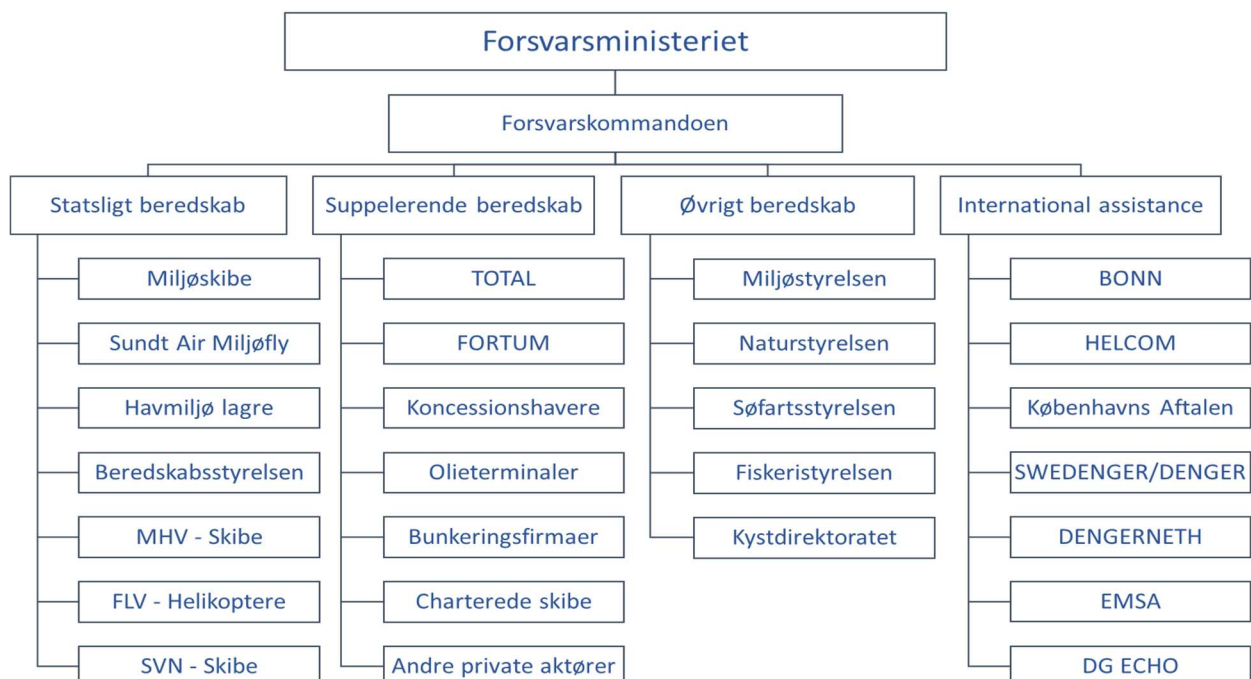 Forsvarsministeriet
Forsvarskommandoen
Statsligt beredskab
Miljøskibe
Sundt Air Miljøfly
Havmiljø lagre
Beredskabsstyrelsen
MHV - Skibe
FLV - Helikoptere
SVN - Skibe
Suppelerende beredskab
TOTAL
FORTUM
Koncessionshavere
Olieterminaler
Bunkeringsfirmaer
Charterede skibe
Andre private aktører
Øvrigt beredskab
Miljøstyrelsen
Naturstyrelsen
Søfartsstyrelsen
Fiskeristyrelsen
Kystdirektoratet
International assistance
BONN
HELCOM
Københavns Aftalen
SWEDENGER/DENGER
DENGERNETH
EMSA
DG ECHO